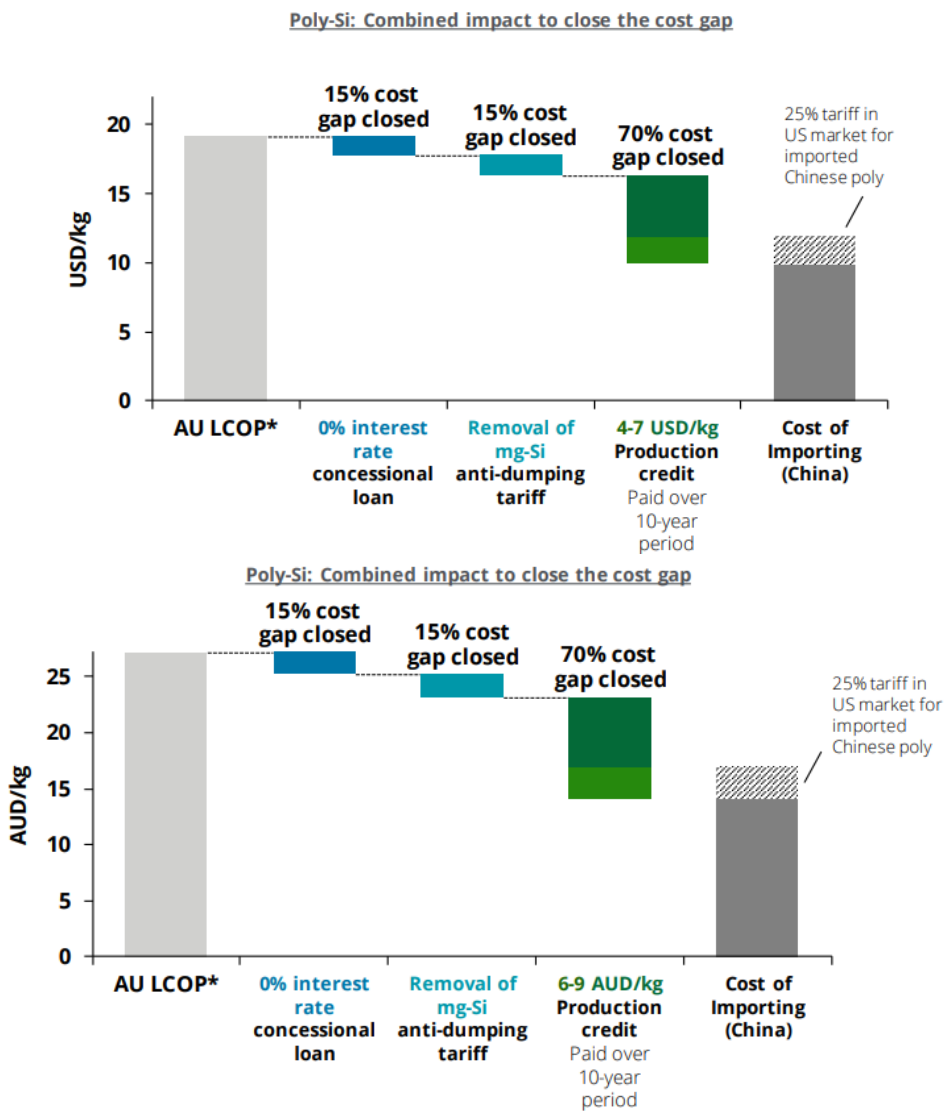 Poly-Si: Combined impact to close the cost gap
15% cost
gap closed
15% cost
gap closed
70% cost
gap closed
25% tariff in
US market for
imported
Chinese poly
USD/kg
20
15
10
5
0
AU LCOP*
0% interest
rate
concessional
loan
Removal of
mg-Si
anti-dumping
tariff
4-7 USD/kg
Production
credit
Paid over
10-year
period
Cost of
Importing
(China)
Poly-Si: Combined impact to close the cost gap
15% cost
gap closed
15% cost
gap closed
70% cost
gap closed
25% tariff in
US market for
imported
Chinese poly
AUD/kg
25
20
15
10
5
0
AU LCOP*
0% interest
rate
concessional
loan
Removal of
mg-Si
anti-dumping
tariff
6-9 AUD/kg
Production
credit
Paid over
10-year
period
Cost of
Importing
(China)